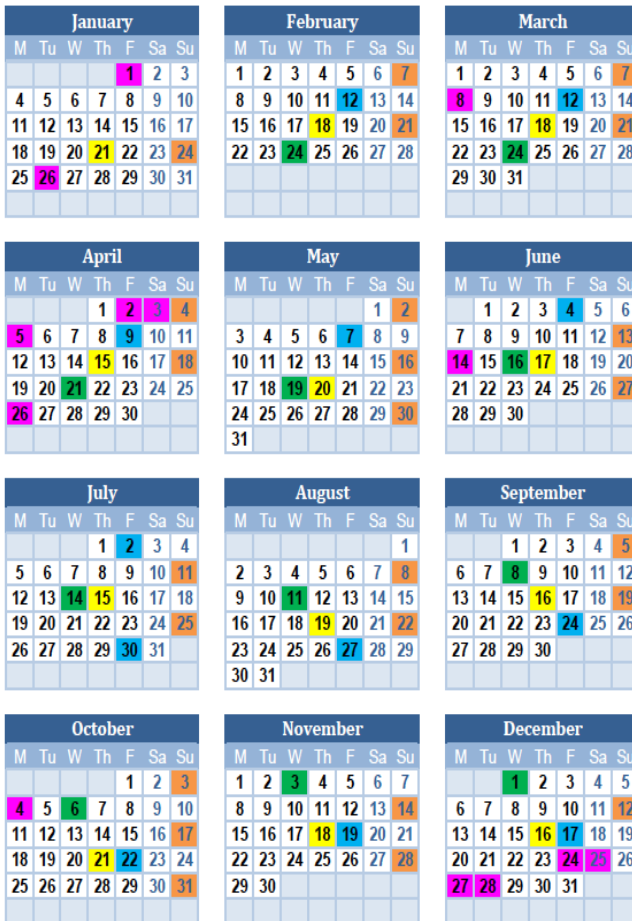 January
M Tu W Th F Sa Su
1 2 3
4 5 6 7 8 9 10
11 12 13 14 15 16 17
18 19 20 21 22 23 24
25 26 27 28 29 30 31
February
M Tu W Th F Sa Su
1 2 3 4 5 6 7
8 9 10 11 12 13 14
15 16 17 18 19 20 21
22 23 24 25 26 27 28
March
M Tu W Th F Sa Su
1 2 3 4 5 6 7
8 9 10 11 12 13 14
15 16 17 18 19 20 21
22 23 24 25 26 27 28
29 30 31
April
M Tu W Th F Sa Su
1 2 3 4
5 6 7 8 9 10 11
12 13 14 15 16 17 18
19 20 21 22 23 24 25
26 27 28 29 30
May
M Tu W Th F Sa Su
1 2
3 4 5 6 7 8 9
10 11 12 13 14 15 16
17 18 19 20 21 22 23
24 25 26 27 28 29 30
31
June
M Tu W Th F Sa Su
1 2 3 4 5 6
7 8 9 10 11 12 13
14 15 16 17 18 19 20
21 22 23 24 25 26 27
28 29 30
July
M Tu W Th F Sa Su
1 2 3 4
5 6 7 8 9 10 11
12 13 14 15 16 17 18
19 20 21 22 23 24 25
26 27 28 29 30 31
August
M Tu W Th F Sa Su
1
2 3 4 5 6 7 8
9 10 11 12 13 14 15
16 17 18 19 20 21 22
23 24 25 26 27 28 29
30 31
September
M Tu W Th F Sa Su
1 2 3 4 5
6 7 8 9 10 11 12
13 14 15 16 17 18 19
20 21 22 23 24 25 26
27 28 29 30
October
M Tu W Th F Sa Su
1 2 3
4 5 6 7 8 9 10
11 12 13 14 15 16 17
18 19 20 21 22 23 24
25 26 27 28 29 30 31
November
M Tu W Th F Sa Su
1 2 3 4 5 6 7
8 9 10 11 12 13 14
15 16 17 18 19 20 21
22 23 24 25 26 27 28
29 30
December
M Tu W Th F Sa Su
1 2 3 4 5
6 7 8 9 10 11 12
13 14 15 16 17 18 19
20 21 22 23 24 25 26
27 28 29 30 31